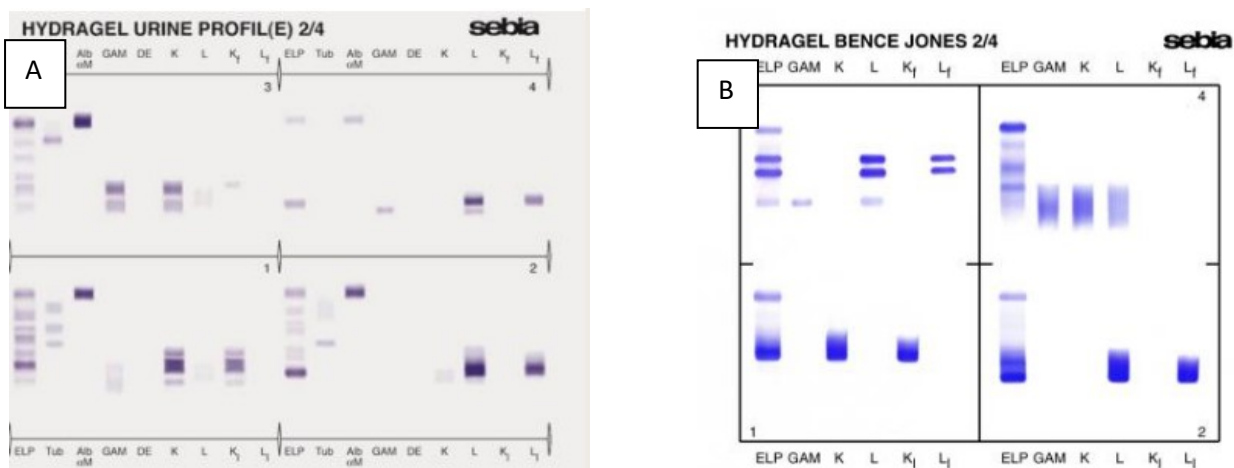 HYDRAGEL URINE PROFIL(E) 2/4 sebia
A
Alb αM GAM DE K L Kf Lf ELP Tub Alb αM GAM DE K L Kf Lf
3 4
1 2
ELP Tub Alb αM GAM DE K L Kf Lf ELP Tub Alb αM GAM DE K L Kf Lf
HYDRAGEL BENCE JONES 2/4 sebia
B
ELP GAM K L Kf Lf ELP GAM K L Kf Lf
4
1 2
ELP GAM K L Kf Lf ELP GAM K L Kf Lf